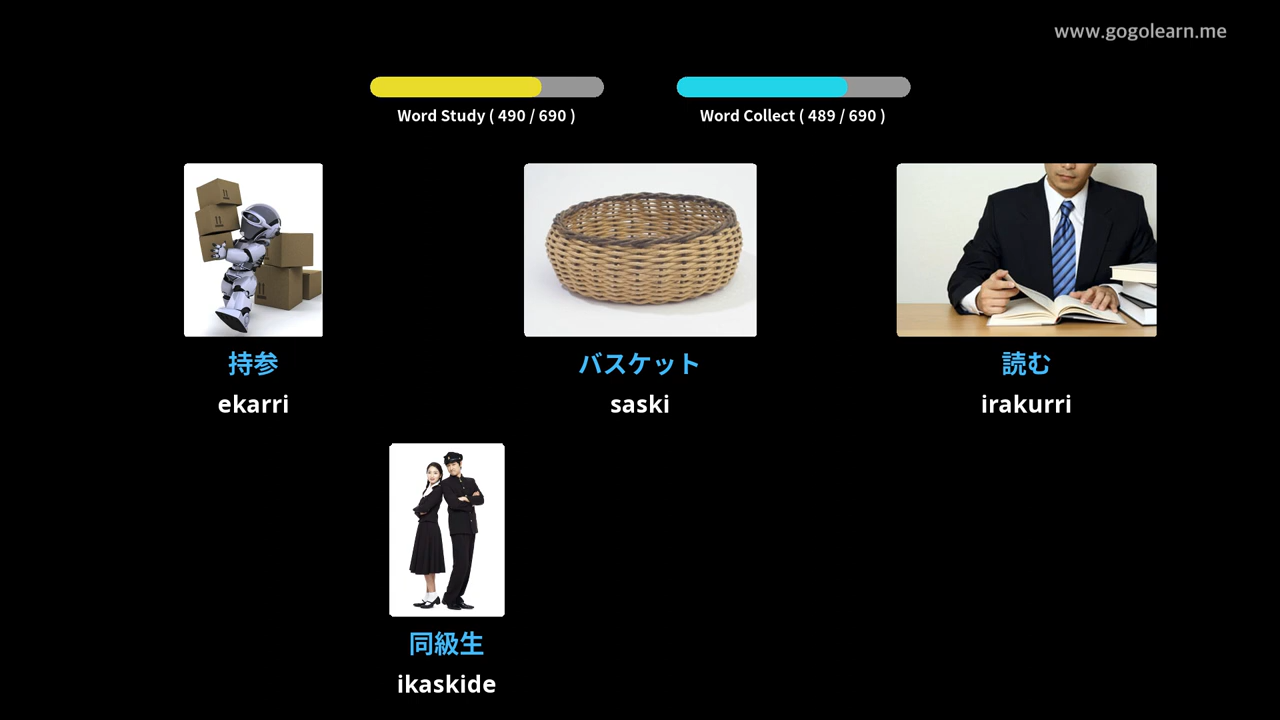 www.gogolearn.me
Word Study ( 490 / 690 )
Word Collect ( 489 / 690 )
持参
ekarri
バスケット
saski
読む
irakurri
同級生
ikaskide